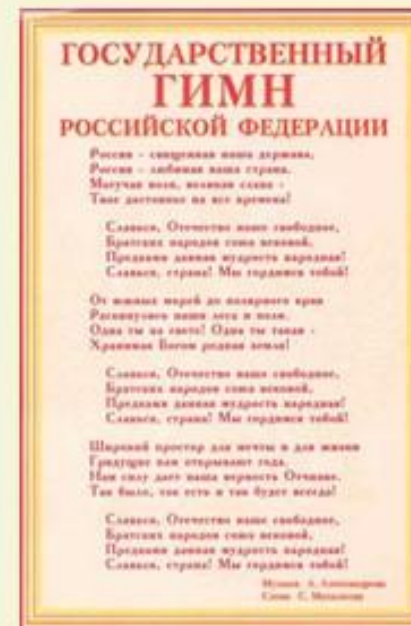 ГОСУДАРСТВЕННЫЙ
ГИМН
РОССИЙСКОЙ ФЕДЕРАЦИИ
Россия - священная наша держава,
Россия - любимая наша страна.
Могучая воля, великая слава -
Твое достоянье на все времена!
Славься, Отечество наше свободное,
Братских народов союз вековой,
Предками данная мудрость народная!
Славься, страна! Мы гордимся тобой!
От южных морей до полярного края
Раскинулись наши леса и поля.
Одна ты на свете! Одна ты такая -
Хранимая Богом родная земля!
Славься, Отечество наше свободное,
Братских народов союз вековой,
Предками данная мудрость народная!
Славься, страна! Мы гордимся тобой!
Широкий простор для мечты и для жизни
Грядущие нам открывают года.
Нам силу дает наша верность Отчизне.
Так было, так есть и так будет всегда!
Славься, Отечество наше свободное,
Братских народов союз вековой,
Предками данная мудрость народная!
Славься, страна! Мы гордимся тобой!
Музыка А. Александрова
Слова С. Михалкова